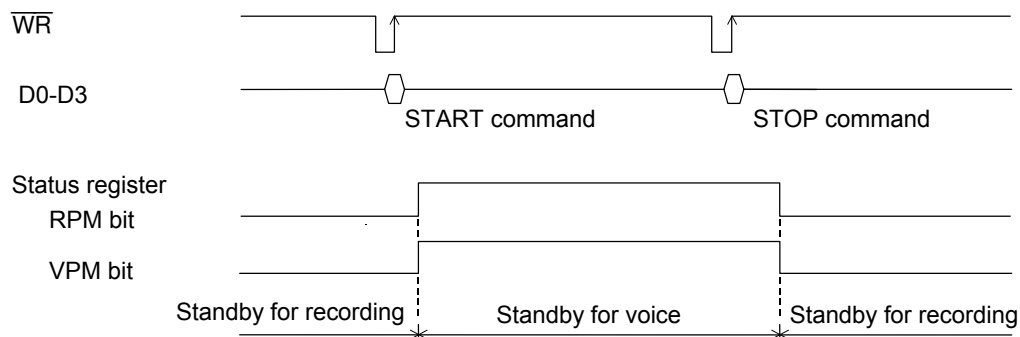 WR
D0-D3
START command STOP command
Status register
RPM bit
VPM bit
Standby for recording Standby for voice Standby for recording